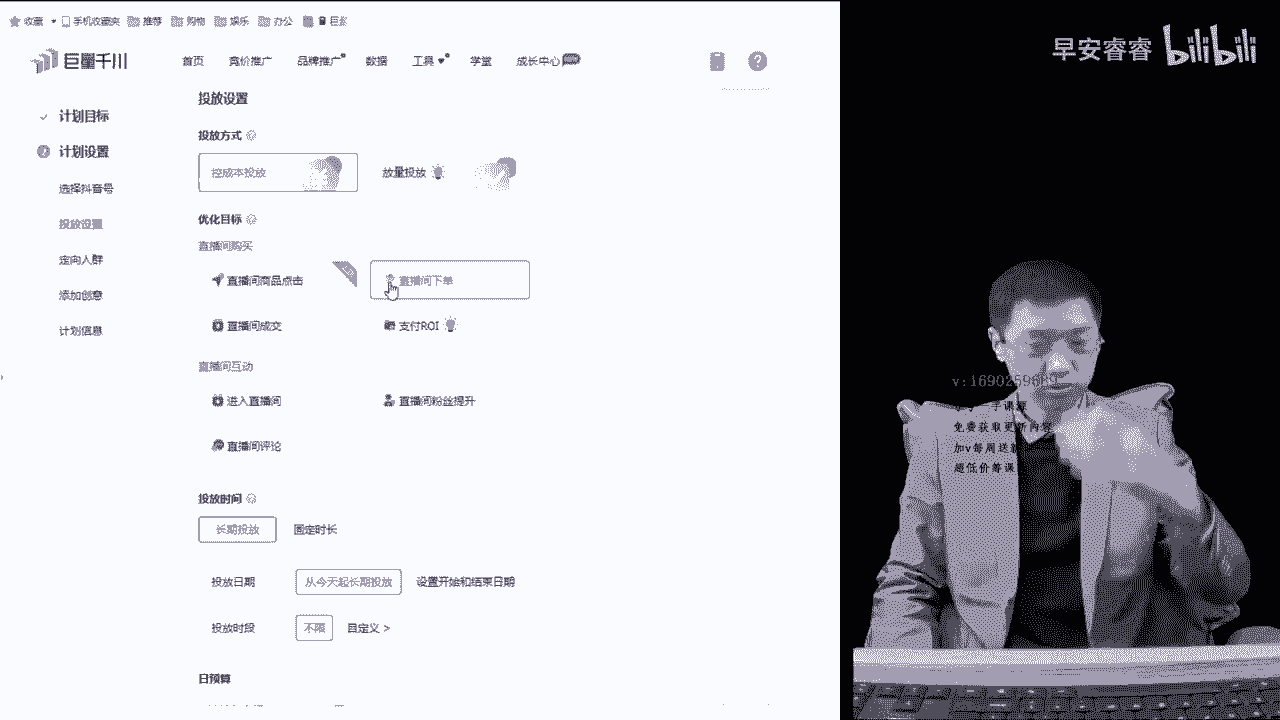 收藏 手机收藏夹 推荐 购物 娱乐 办公
巨量千川 首页 竞价推广 品牌推广 数据 工具 学堂 成长中心
早安睿睿 bilibili
计划目标
计划设置
选择抖音号
投放设置
定向人群
添加创意
计划信息
投放设置
投放方式
控成本投放 放量投放
优化目标
直播间购买
直播间商品点击 直播间下单
直播间成交 支付ROI
直播间互动
进入直播间 直播间粉丝提升
直播间评论
投放时间
长期投放 固定时长
投放日期 从今天起长期投放 设置开始和结束日期
投放时段 不限 自定义 >
日预算
免费获取更新内容
加v每周送
超低价筹课